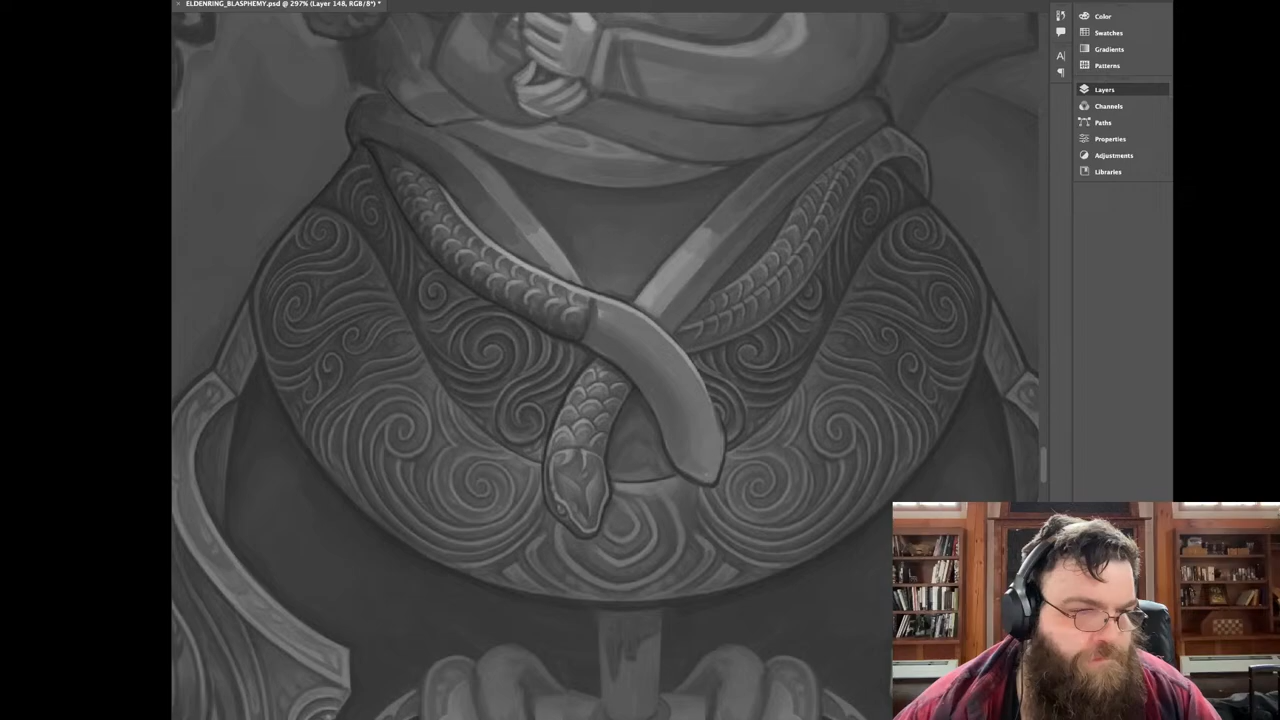 ELDENRING_BLASPHEMY.psd @ 297% (Layer 148, RGB/8*) *
Color
Swatches
Gradients
Patterns
Layers
Channels
Paths
Properties
Adjustments
Libraries